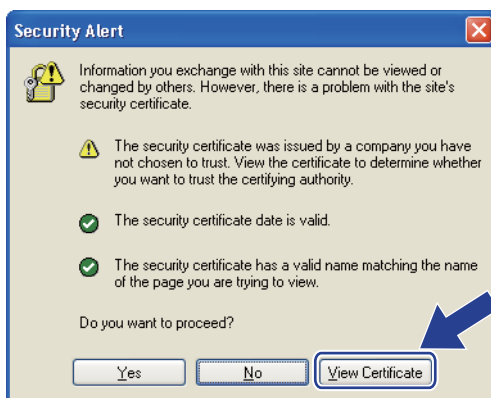 Security Alert
Information you exchange with this site cannot be viewed or
changed by others. However, there is a problem with the site's
security certificate.
The security certificate was issued by a company you have
not chosen to trust. View the certificate to determine whether
you want to trust the certifying authority.
The security certificate date is valid.
The security certificate has a valid name matching the name
of the page you are trying to view.
Do you want to proceed?
Yes No View Certificate